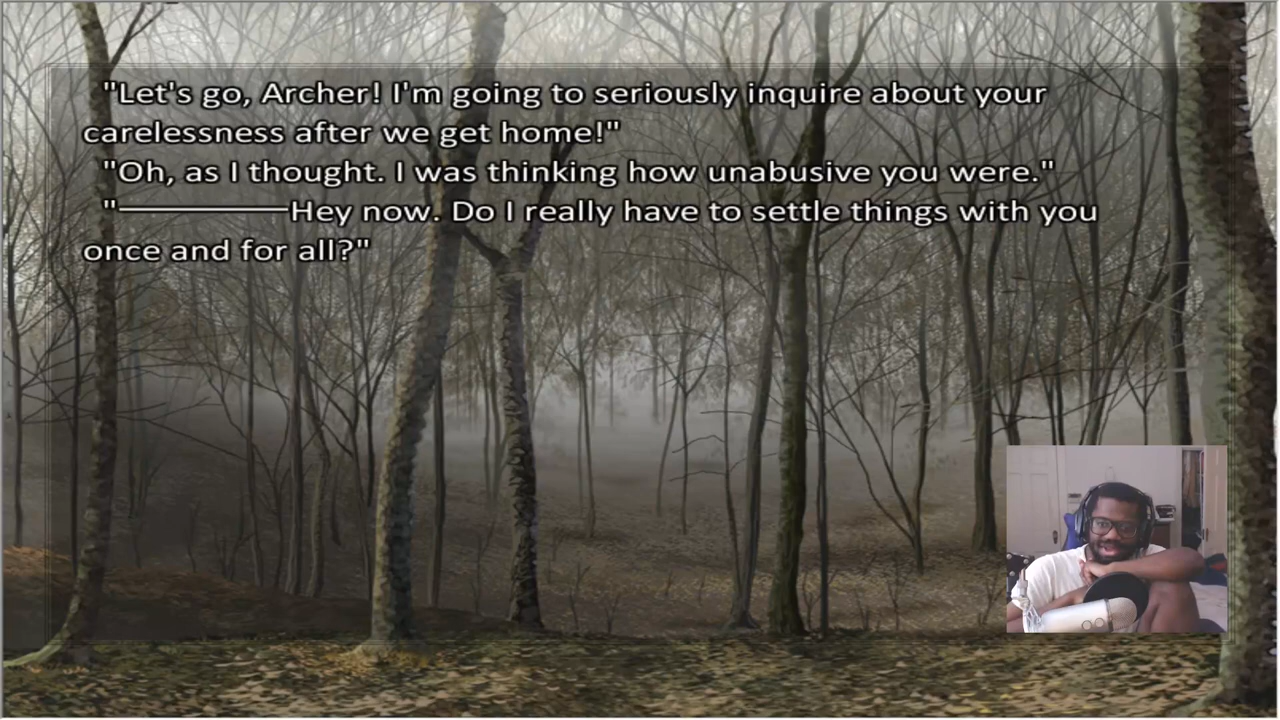 "Let's go, Archer! I'm going to seriously inquire about your
carelessness after we get home!"
"Oh, as I thought. I was thinking how unabusive you were."
"―――――Hey now. Do I really have to settle things with you
once and for all?"